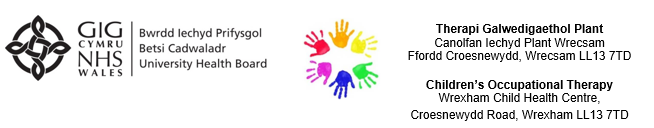 GIG
CYMRU
NHS
WALES
Bwrdd Iechyd Prifysgol
Betsi Cadwaladr
University Health Board
Therapi Galwedigaethol Plant
Canolfan Iechyd Plant Wrecsam
Ffordd Croesnewydd, Wrecsam LL13 7TD
Children's Occupational Therapy
Wrexham Child Health Centre,
Croesnewydd Road, Wrexham LL13 7TD